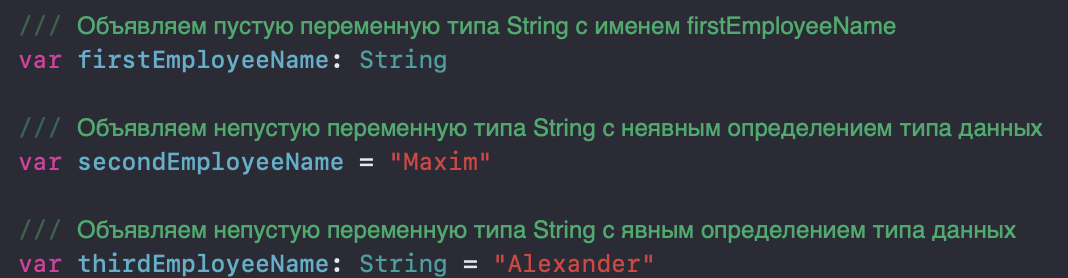 /// Объявляем пустую переменную типа String с именем firstEmployeeName
var firstEmployeeName: String
/// Объявляем непустую переменную типа String с неявным определением типа данных
var secondEmployeeName = "Maxim"
/// Объявляем непустую переменную типа String с явным определением типа данных
var thirdEmployeeName: String = "Alexander"